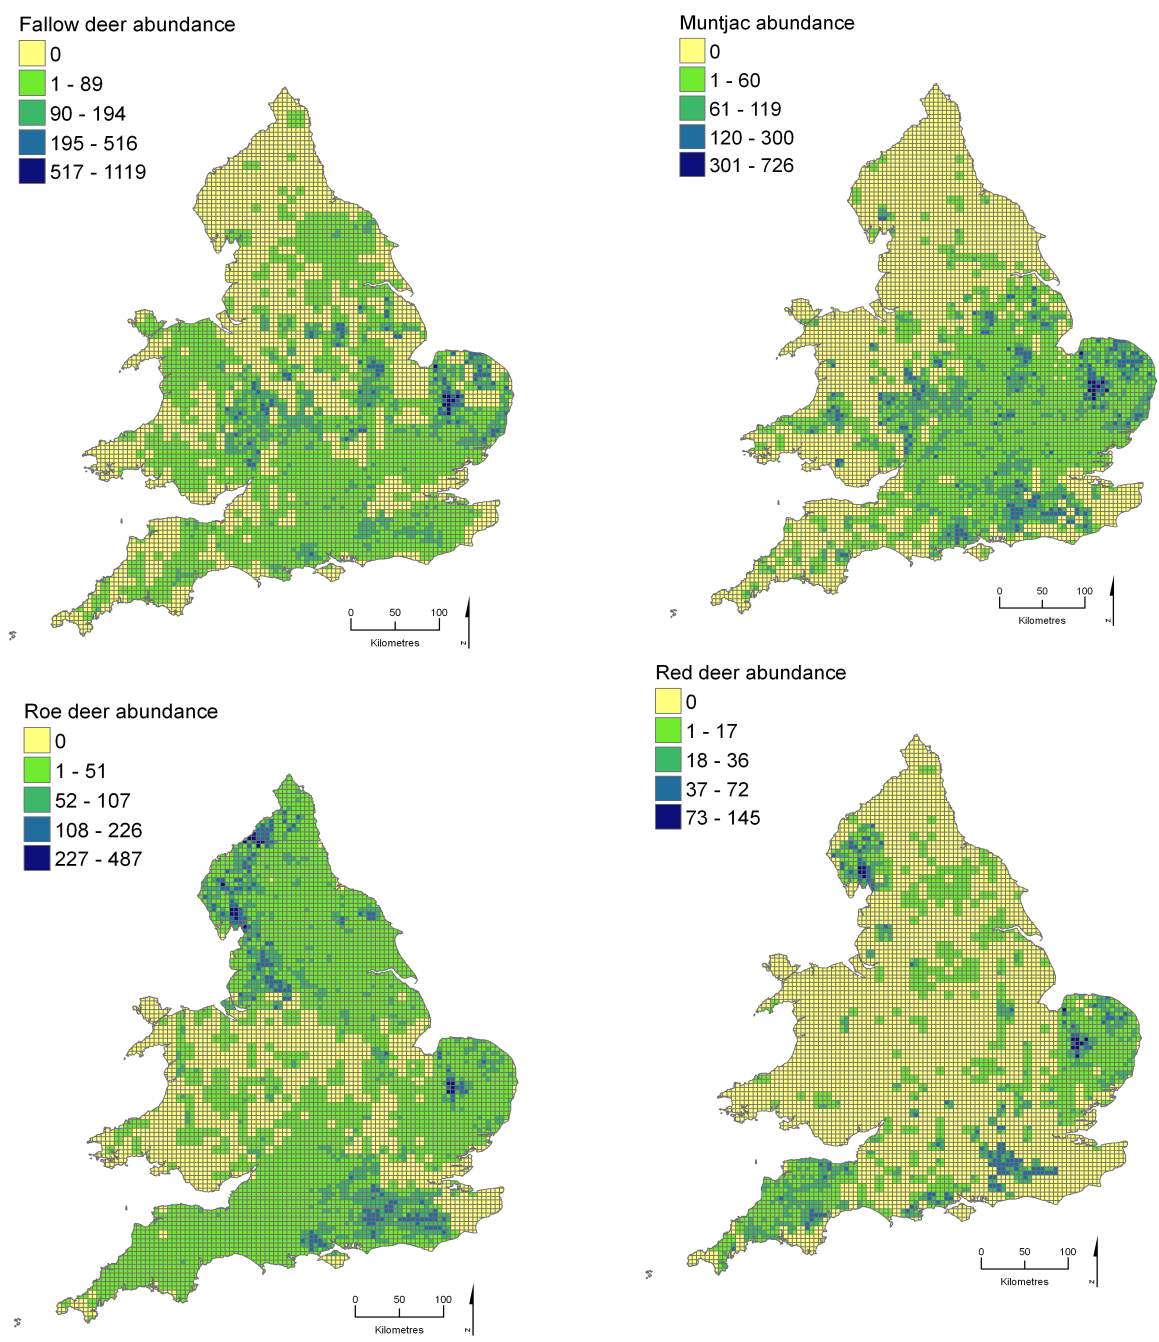 Fallow deer abundance
0
1 - 89
90 - 194
195 - 516
517 - 1119
0 50 100
Kilometres
z
Muntjac abundance
0
1 - 60
61 - 119
120 - 300
301 - 726
0 50 100
Kilometres
z
Roe deer abundance
0
1 - 51
52 - 107
108 - 226
227 - 487
0 50 100
Kilometres
z
Red deer abundance
0
1 - 17
18 - 36
37 - 72
73 - 145
0 50 100
Kilometres
z